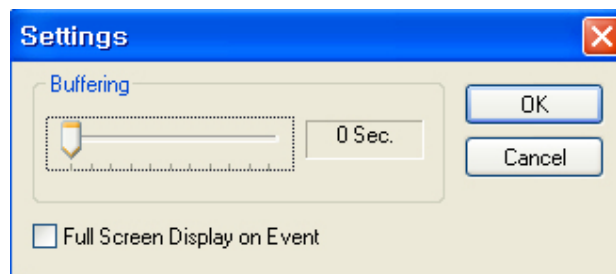 Settings
Buffering
0 Sec.
OK
Cancel
Full Screen Display on Event